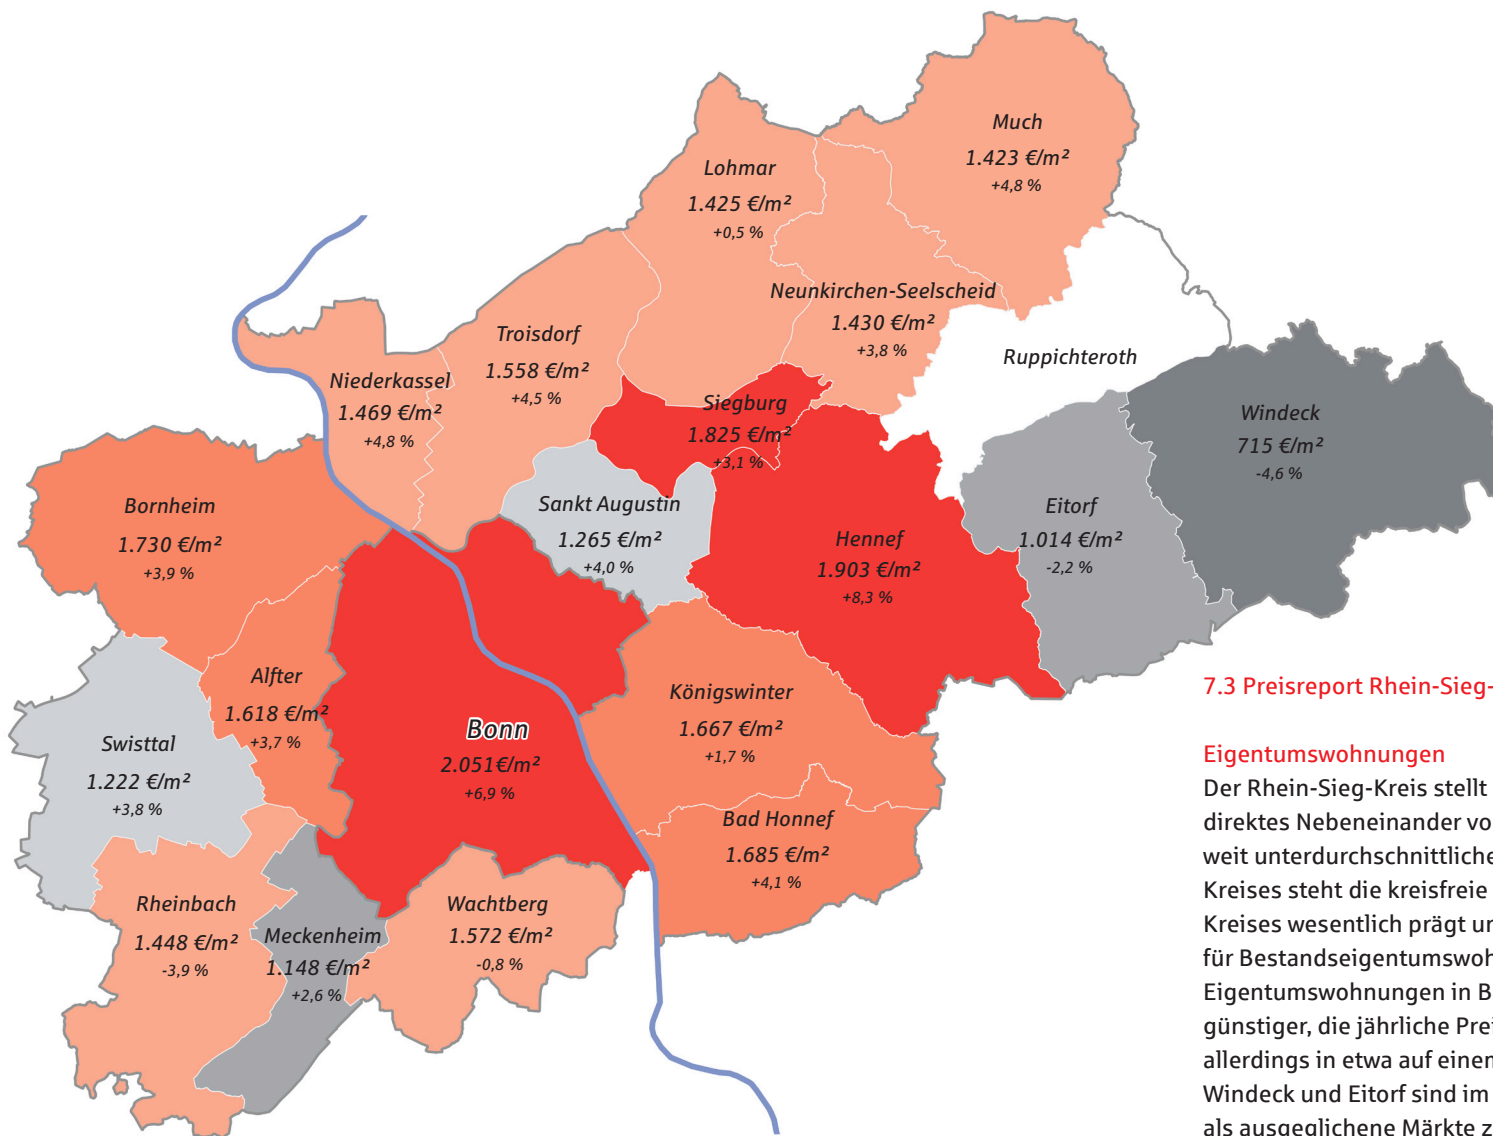 Much
1.423 €/m²
+4,8 %
Lohmar
1.425 €/m²
+0,5 %
Neunkirchen-Seelscheid
1.430 €/m²
+3,8 %
Ruppichteroth
Troisdorf
1.558 €/m²
+4,5 %
Niederkassel
1.469 €/m²
+4,8 %
Siegburg
1.825 €/m²
+3,1 %
Windeck
715 €/m²
-4,6 %
Bornheim
1.730 €/m²
+3,9 %
Sankt Augustin
1.265 €/m²
+4,0 %
Hennef
1.903 €/m²
+8,3 %
Eitorf
1.014 €/m²
-2,2 %
Alfter
1.618 €/m²
+3,7 %
Königswinter
1.667 €/m²
+1,7 %
Swisttal
1.222 €/m²
+3,8 %
Bonn
2.051€/m²
+6,9 %
Bad Honnef
1.685 €/m²
+4,1 %
Rheinbach
1.448 €/m²
-3,9 %
Meckenheim
1.148 €/m²
+2,6 %
Wachtberg
1.572 €/m²
-0,8 %
7.3 Preisreport Rhein-Sieg-
Eigentumswohnungen
Der Rhein-Sieg-Kreis stellt
direktes Nebeneinander vo
weit unterdurchschnittliche
Kreises steht die kreisfreie
Kreises wesentlich prägt un
für Bestandseigentumswoh
Eigentumswohnungen in B
günstiger, die jährliche Prei
allerdings in etwa auf einem
Windeck und Eitorf sind im
als ausgeglichene Märkte z